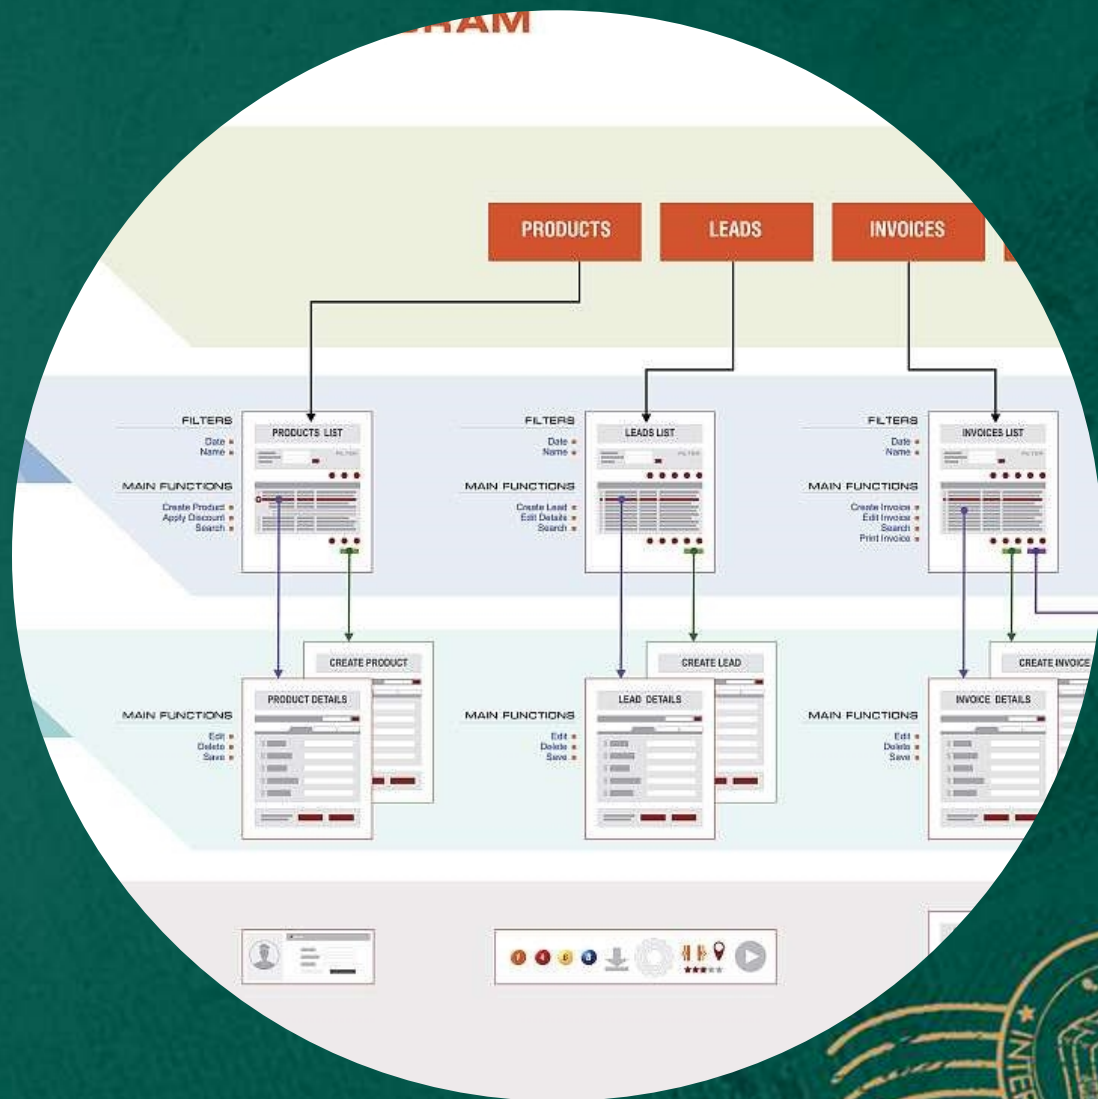 PRODUCTS
LEADS
INVOICES
FILTERS
Date
Name
MAIN FUNCTIONS
Create Product
Apply Discount
Search
PRODUCTS LIST
FILTER
FILTERS
Date
Name
MAIN FUNCTIONS
Create Lead
Edit Details
Search
LEADS LIST
FILTER
FILTERS
Date
Name
MAIN FUNCTIONS
Create Invoice
Edit Invoice
Search
Print Invoice
INVOICES LIST
FILTER
MAIN FUNCTIONS
Edit
Delete
Save
CREATE PRODUCT
PRODUCT DETAILS
MAIN FUNCTIONS
Edit
Delete
Save
CREATE LEAD
LEAD DETAILS
MAIN FUNCTIONS
Edit
Delete
Save
CREATE INVOICE
INVOICE DETAILS